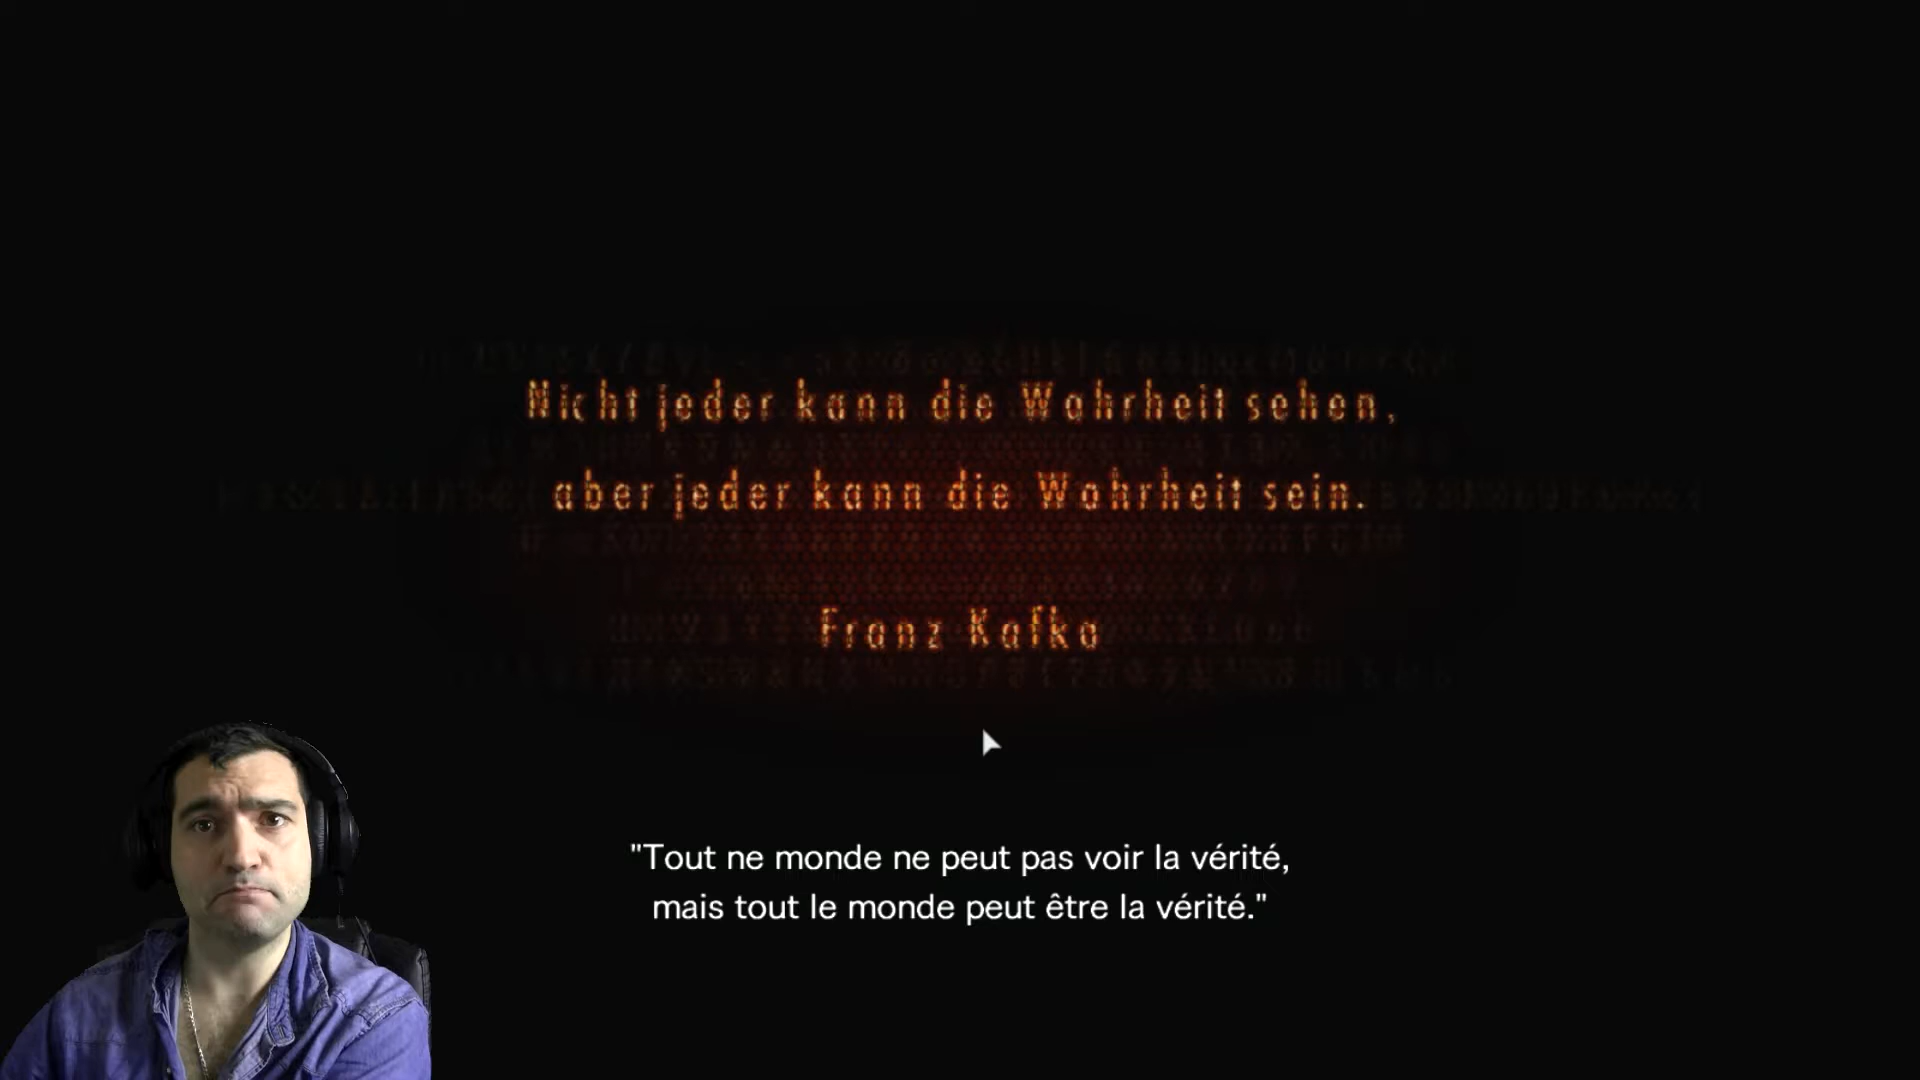 Nicht jeder kann die Wahrheit sehen,
aber jeder kann die Wahrheit sein.
Franz Kafka
"Tout ne monde ne peut pas voir la vérité,
mais tout le monde peut être la vérité."